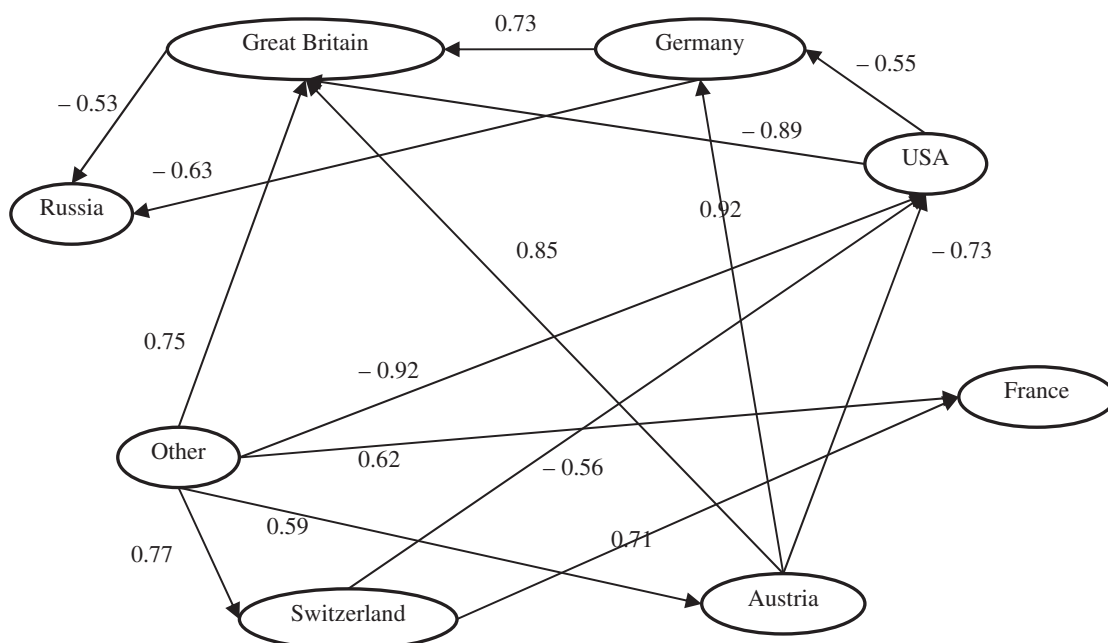 0.73
Great Britain
Germany
– 0.55
– 0.53
– 0.89
USA
– 0.63
Russia
0.92
0.85
– 0.73
0.75
– 0.92
France
Other
0.62
– 0.56
0.59
0.71
0.77
Austria
Switzerland